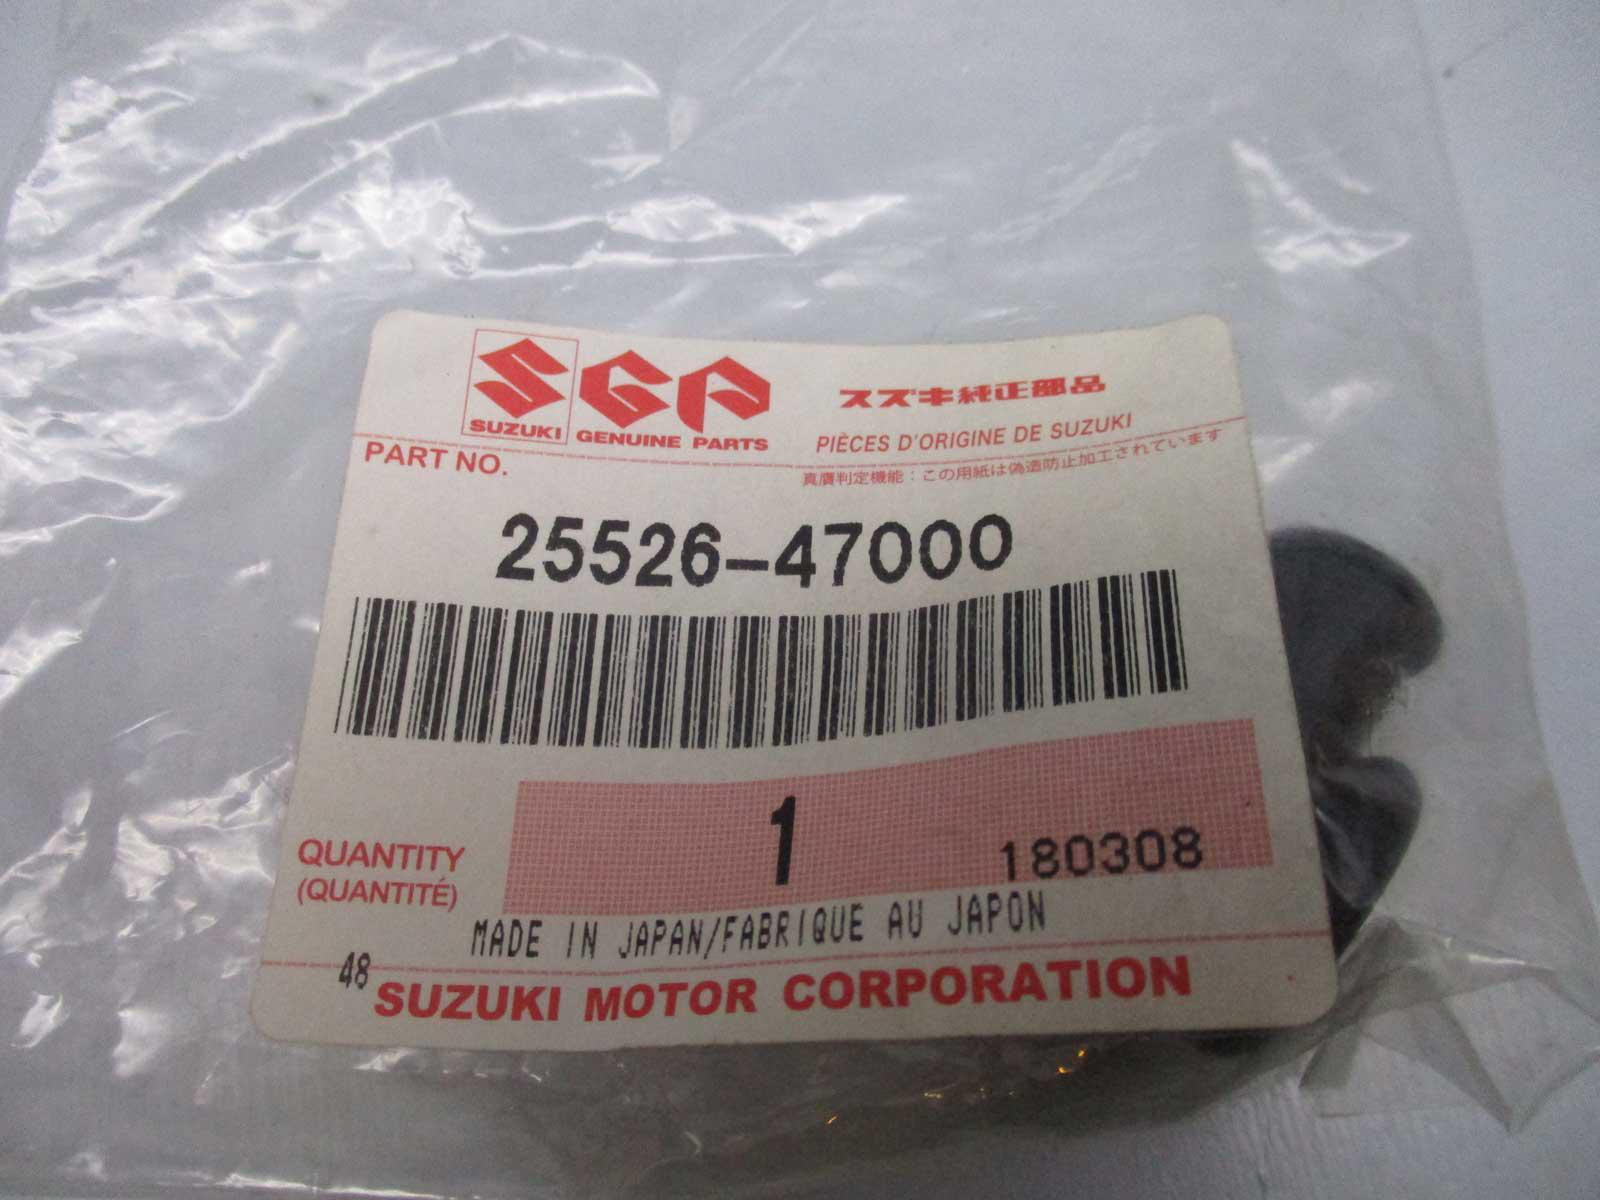 SGP
SUZUKI GENUINE PARTS
スズキ純正部品
PIÈCES D'ORIGINE DE SUZUKI
PART NO.
真贋判定機能：この用紙は偽造防止加工されています
25526-47000
QUANTITY
(QUANTITÉ)
1
180308
MADE IN JAPAN/FABRIQUE AU JAPON
48
SUZUKI MOTOR CORPORATION